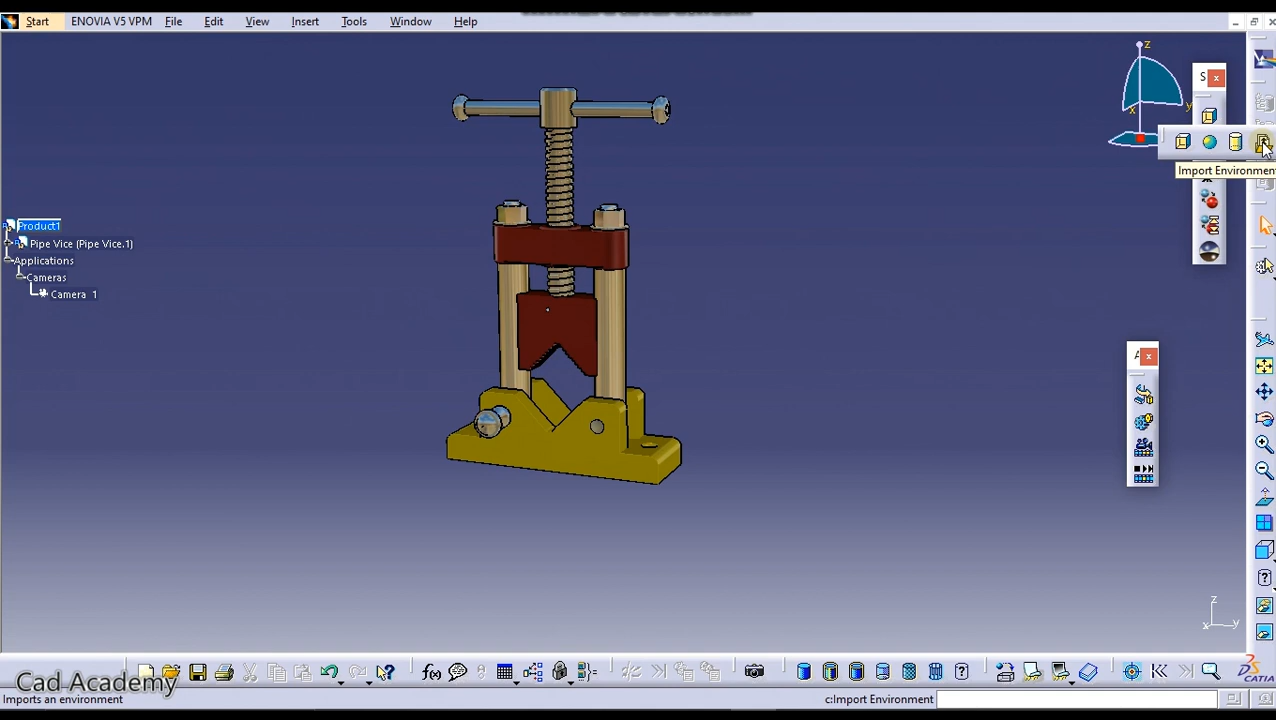 Start ENOVIA V5 VPM File Edit View Insert Tools Window Help
z
S
y
x
Import Environment
Product1
Pipe Vice (Pipe Vice.1)
Applications
Cameras
Camera 1
A
z
x y
f(x)
Cad Academy
CATIA
Imports an environment
c:Import Environment